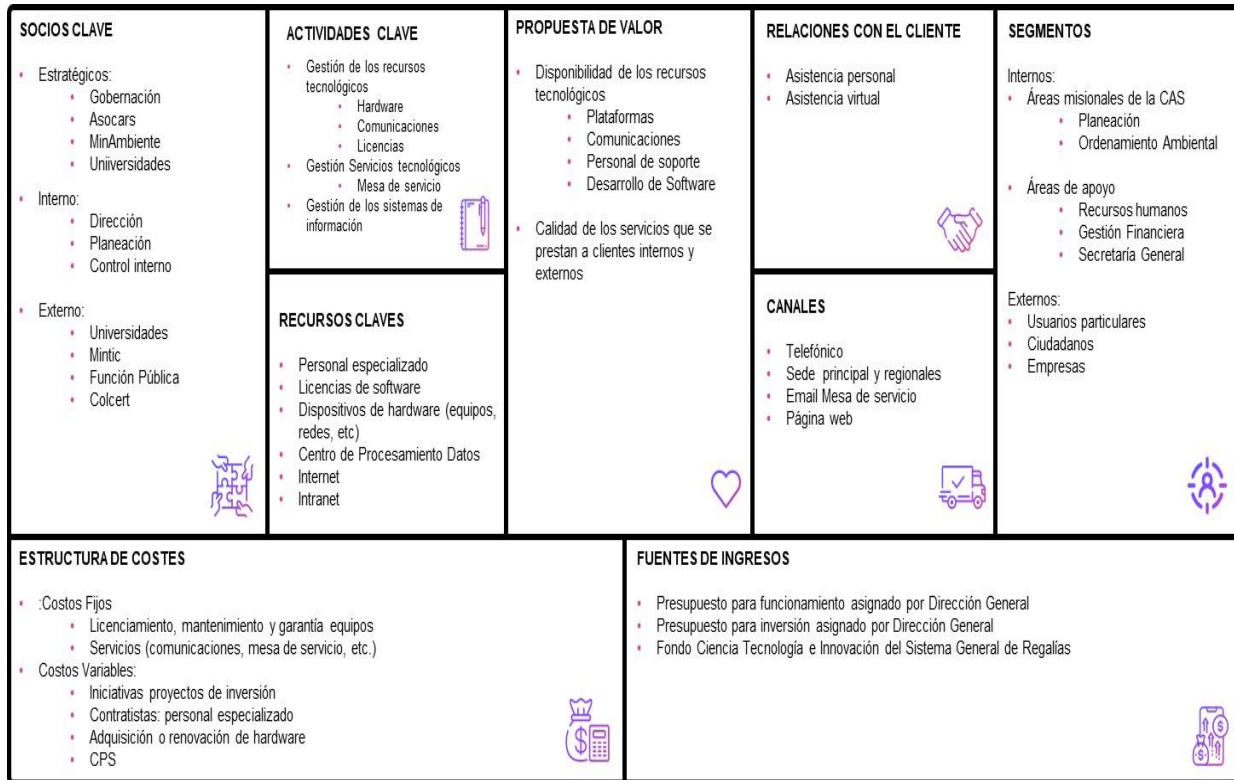 SOCIOS CLAVE
Estratégicos:
Gobernación
Asocars
MinAmbiente
Uniiversidades
Interno:
Dirección
Planeación
Control interno
Externo:
Universidades
Mintic
Función Pública
Colcert
ACTIVIDADES CLAVE
Gestión de los recursos
tecnológicos
Hardware
Comunicaciones
Licencias
Gestión Servicios tecnológicos
Mesa de servicio
Gestión de los sistemas de
información
RECURSOS CLAVES
Personal especializado
Licencias de software
Dispositivos de hardware (equipos,
redes, etc)
Centro de Procesamiento Datos
Internet
Intranet
PROPUESTA DE VALOR
Disponibilidad de los recursos
tecnológicos
Plataformas
Comunicaciones
Personal de soporte
Desarrollo de Software
Calidad de los servicios que se
prestan a clientes internos y
externos
RELACIONES CON EL CLIENTE
Asistencia personal
Asistencia virtual
CANALES
Telefónico
Sede principal y regionales
Email Mesa de servicio
Página web
SEGMENTOS
Internos:
Áreas misionales de la CAS
Planeación
Ordenamiento Ambiental
Áreas de apoyo
Recursos humanos
Gestión Financiera
Secretaría General
Externos:
Usuarios particulares
Ciudadanos
Empresas
ESTRUCTURA DE COSTES
:Costos Fijos
Licenciamiento, mantenimiento y garantía equipos
Servicios (comunicaciones, mesa de servicio, etc.)
Costos Variables:
Iniciativas proyectos de inversión
Contratistas: personal especializado
Adquisición o renovación de hardware
CPS
FUENTES DE INGRESOS
Presupuesto para funcionamiento asignado por Dirección General
Presupuesto para inversión asignado por Dirección General
Fondo Ciencia Tecnología e Innovación del Sistema General de Regalías